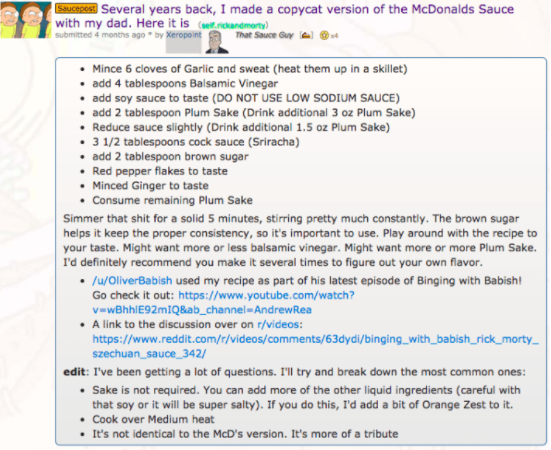 Saucepost Several years back, I made a copycat version of the McDonalds Sauce
with my dad. Here it is (self.rickandmorty)
submitted 4 months ago * by Xeropoint That Sauce Guy x4
Mince 6 cloves of Garlic and sweat (heat them up in a skillet)
add 4 tablespoons Balsamic Vinegar
add soy sauce to taste (DO NOT USE LOW SODIUM SAUCE)
add 2 tablespoon Plum Sake (Drink additional 3 oz Plum Sake)
Reduce sauce slightly (Drink additional 1.5 oz Plum Sake)
3 1/2 tablespoons cock sauce (Sriracha)
add 2 tablespoon brown sugar
Red pepper flakes to taste
Minced Ginger to taste
Consume remaining Plum Sake
Simmer that shit for a solid 5 minutes, stirring pretty much constantly. The brown sugar
helps it keep the proper consistency, so it's important to use. Play around with the recipe to
your taste. Might want more or less balsamic vinegar. Might want more or more Plum Sake.
I'd definitely recommend you make it several times to figure out your own flavor.
/u/OliverBabish used my recipe as part of his latest episode of Binging with Babish!
Go check it out: https://www.youtube.com/watch?
v=wBhhlE92mIQ&ab_channel=AndrewRea
A link to the discussion over on r/videos:
https://www.reddit.com/r/videos/comments/63dydi/binging_with_babish_rick_morty_
szechuan_sauce_342/
edit: I've been getting a lot of questions. I'll try and break down the most common ones:
Sake is not required. You can add more of the other liquid ingredients (careful with
that soy or it will be super salty). If you do this, I'd add a bit of Orange Zest to it.
Cook over Medium heat
It's not identical to the McD's version. It's more of a tribute